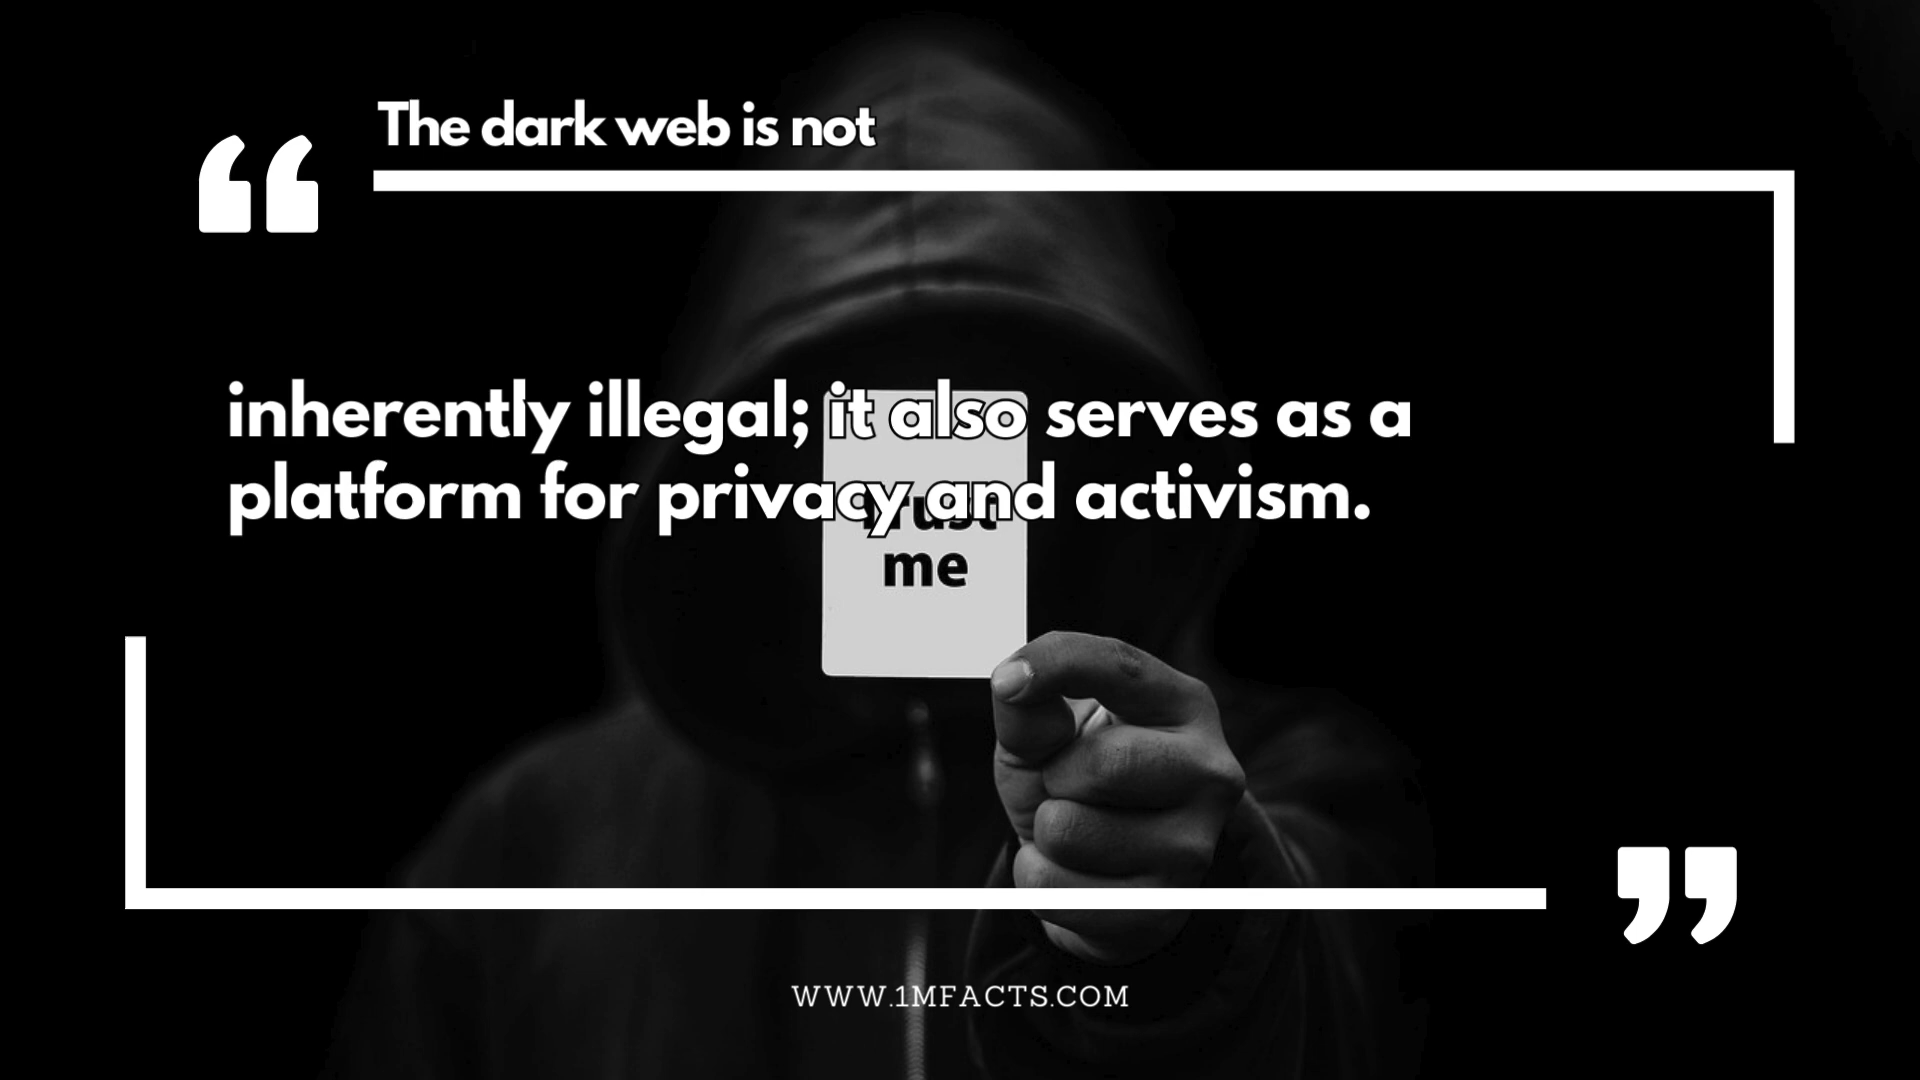 The dark web is not
inherently illegal; it also serves as a
platform for privacy and activism.
Trust
me
WWW.1MFACTS.COM